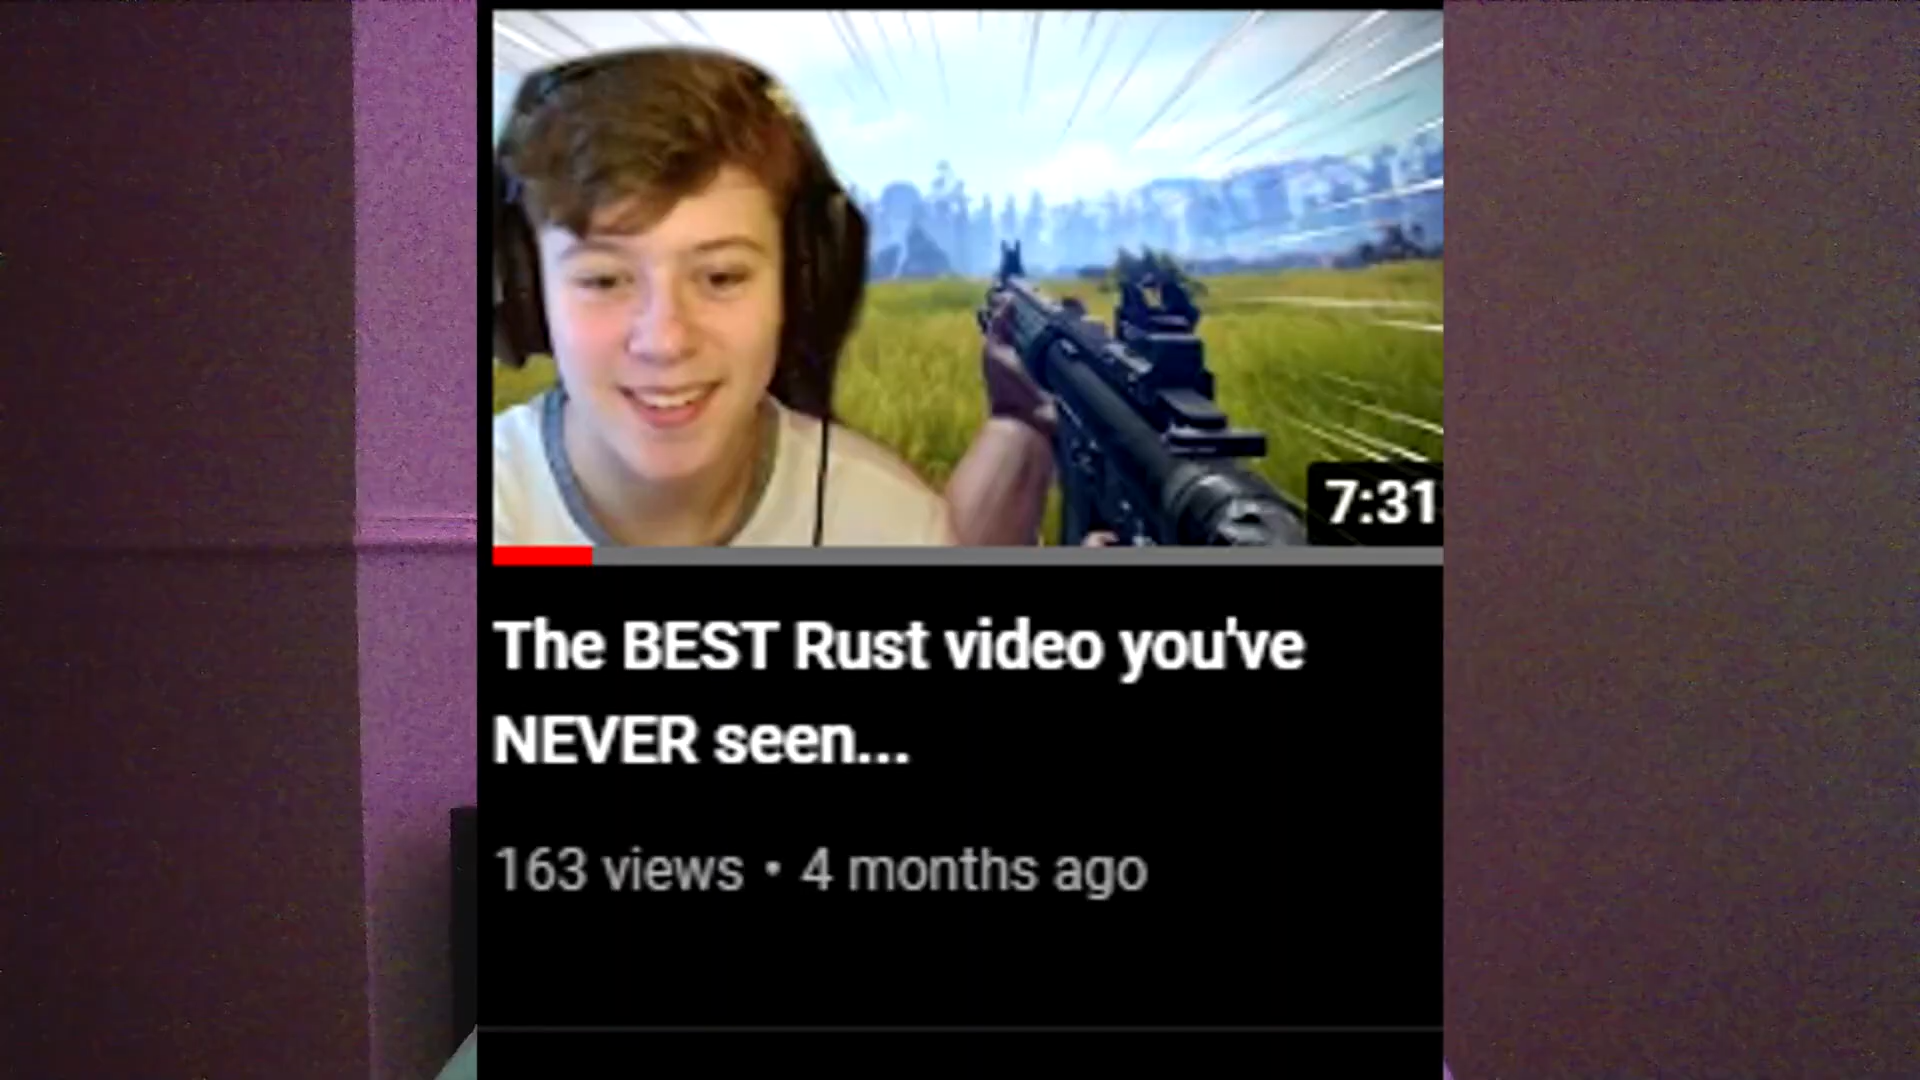 7:31
The BEST Rust video you've
NEVER seen...
163 views • 4 months ago